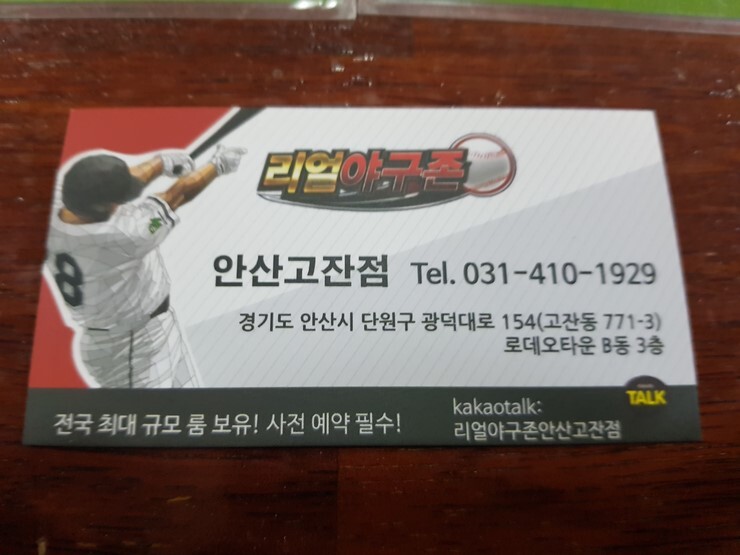 리얼야구존
안산고잔점 Tel. 031-410-1929
경기도 안산시 단원구 광덕대로 154(고잔동 771-3)
로데오타운 B동 3층
전국 최대 규모 룸 보유! 사전 예약 필수!
kakaotalk:
리얼야구존안산고잔점
TALK
8